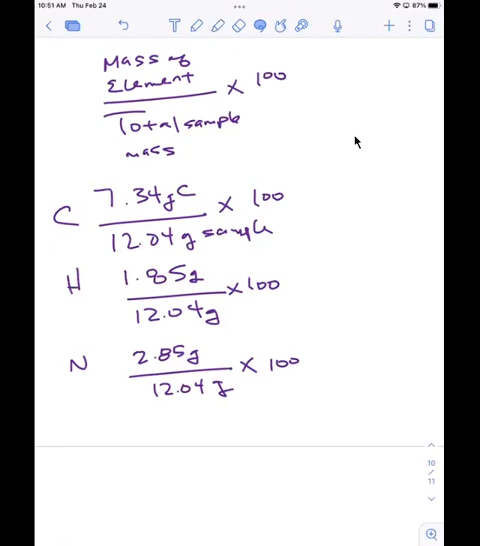 10:51 AM Thu Feb 24
87%
T
Mass of
Element
× 100
Total sample
mass
C 7.34g C × 100
12.04 g sample
H 1.85g × 100
12.04g
N 2.85g × 100
12.04 g
10
/
11